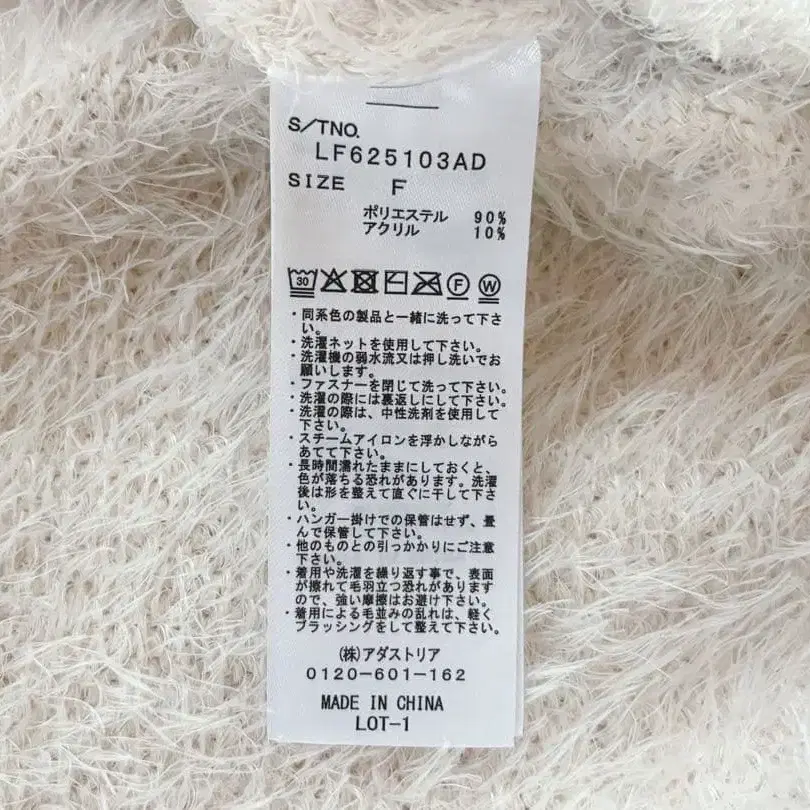 S/TNO.
LF625103AD
SIZE F
ポリエステル 90%
アクリル 10%
30 F W
・同系色の製品と一緒に洗って下さ
い。
・洗濯ネットを使用して下さい。
・洗濯機の弱水流又は押し洗いでお
願いします。
・ファスナーを閉じて洗って下さい。
・洗濯の際には裏返しにして下さい。
・洗濯の際は、中性洗剤を使用して
下さい。
・スチームアイロンを浮かしながら
あてて下さい。
・長時間濡れたままにしておくと、
色が落ちる恐れがあります。洗濯
後は形を整えて直ぐに干して下さ
い。
・ハンガー掛けでの保管はせず、畳
んで保管して下さい。
・他のものとの引っかかりにご注意
下さい。
・着用や洗濯を繰り返す事で、表面
が擦れて毛羽立つ恐れがあります
ので、強い摩擦はお避け下さい。
・着用による毛並みの乱れは、軽く
ブラッシングをして整えて下さい。
(株)アダストリア
0120-601-162
MADE IN CHINA
LOT-1